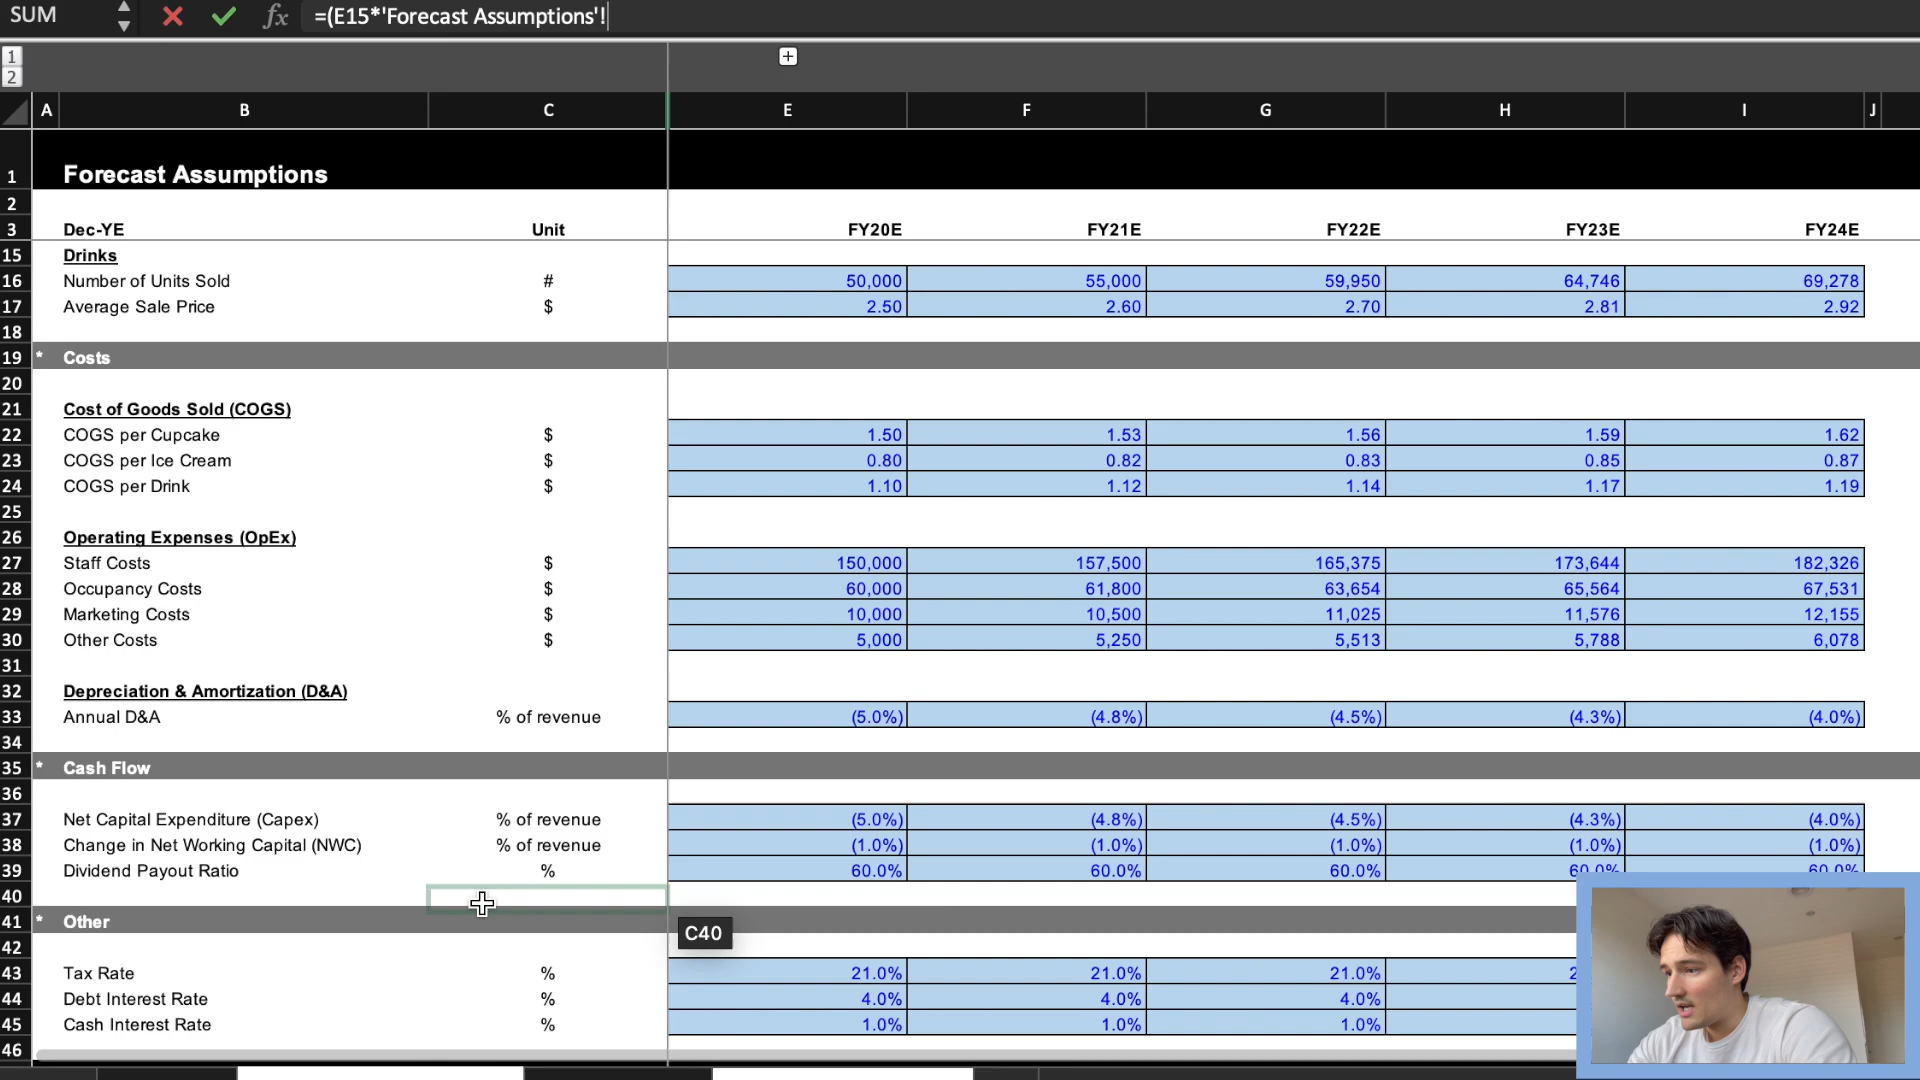 SUM fx =(E15*'Forecast Assumptions'!
1
2
A B C E F G H I J
1 Forecast Assumptions
2
3 Dec-YE Unit FY20E FY21E FY22E FY23E FY24E
15 Drinks
16 Number of Units Sold # 50,000 55,000 59,950 64,746 69,278
17 Average Sale Price $ 2.50 2.60 2.70 2.81 2.92
18
19 * Costs
20
21 Cost of Goods Sold (COGS)
22 COGS per Cupcake $ 1.50 1.53 1.56 1.59 1.62
23 COGS per Ice Cream $ 0.80 0.82 0.83 0.85 0.87
24 COGS per Drink $ 1.10 1.12 1.14 1.17 1.19
25
26 Operating Expenses (OpEx)
27 Staff Costs $ 150,000 157,500 165,375 173,644 182,326
28 Occupancy Costs $ 60,000 61,800 63,654 65,564 67,531
29 Marketing Costs $ 10,000 10,500 11,025 11,576 12,155
30 Other Costs $ 5,000 5,250 5,513 5,788 6,078
31
32 Depreciation & Amortization (D&A)
33 Annual D&A % of revenue (5.0%) (4.8%) (4.5%) (4.3%) (4.0%)
34
35 * Cash Flow
36
37 Net Capital Expenditure (Capex) % of revenue (5.0%) (4.8%) (4.5%) (4.3%) (4.0%)
38 Change in Net Working Capital (NWC) % of revenue (1.0%) (1.0%) (1.0%) (1.0%) (1.0%)
39 Dividend Payout Ratio % 60.0% 60.0% 60.0% 60.0% 60.0%
40
41 * Other
C40
42
43 Tax Rate % 21.0% 21.0% 21.0%
44 Debt Interest Rate % 4.0% 4.0% 4.0%
45 Cash Interest Rate % 1.0% 1.0% 1.0%
46